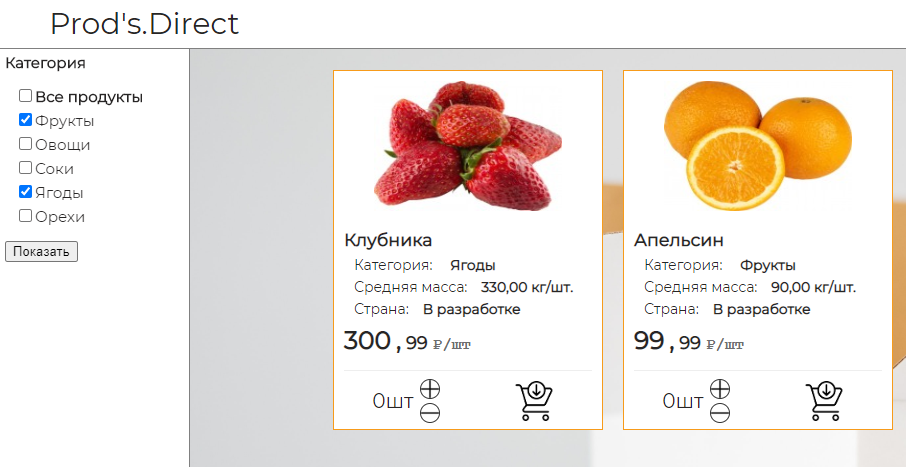 Prod's.Direct
Категория
Все продукты
Фрукты
Овощи
Соки
Ягоды
Орехи
Показать
Клубника
Категория: Ягоды
Средняя масса: 330,00 кг/шт.
Страна: В разработке
300 , 99 ₽/шт
0шт
Апельсин
Категория: Фрукты
Средняя масса: 90,00 кг/шт.
Страна: В разработке
99 , 99 ₽/шт
0шт